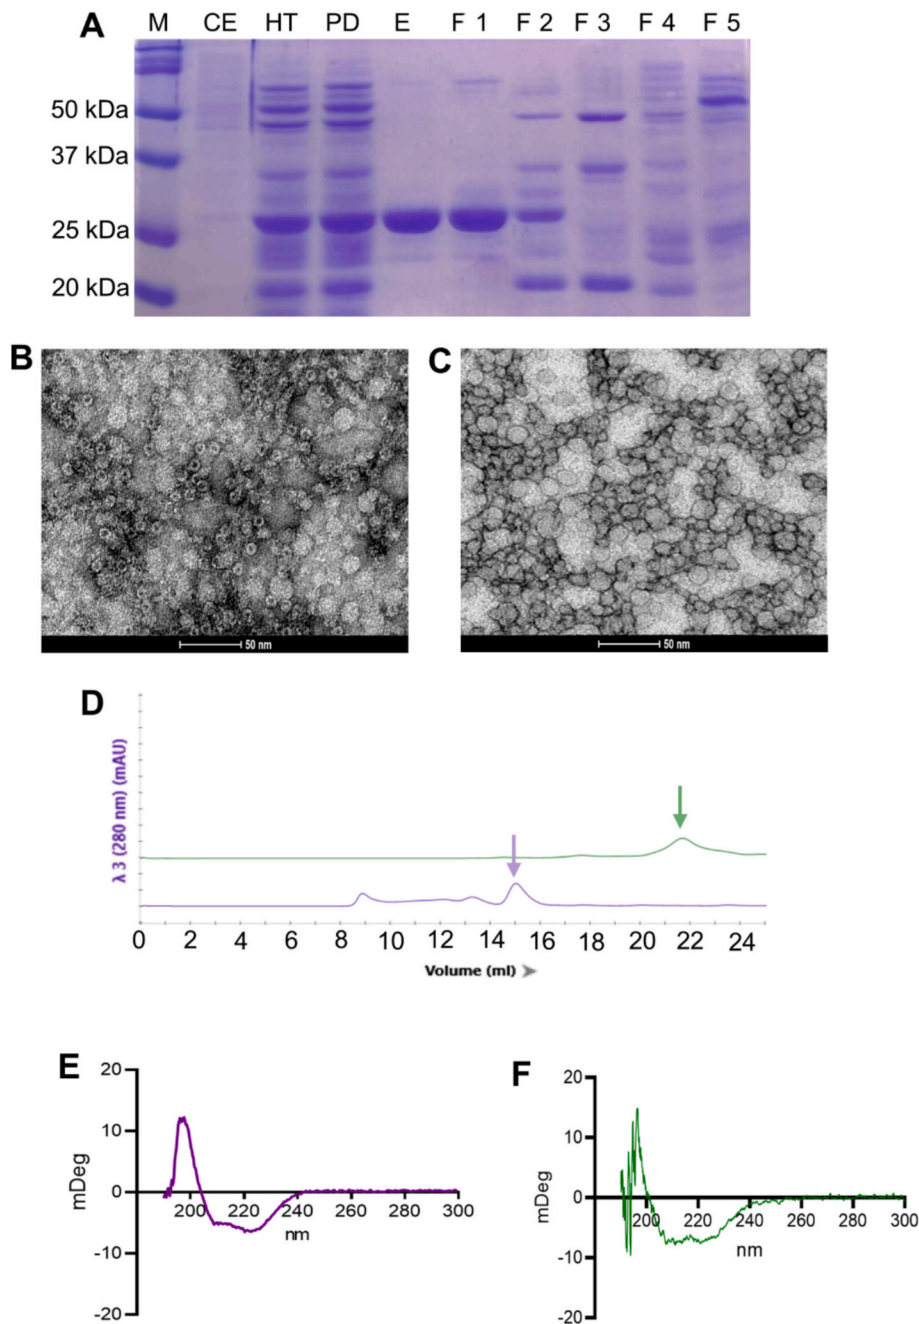 A
M CE HT PD E F 1 F 2 F 3 F 4 F 5
50 kDa
37 kDa
25 kDa
20 kDa
B C
50 nm 50 nm
D
λ 3 (280 nm) (mAU)
0 2 4 6 8 10 12 14 16 18 20 22 24
Volume (ml)
E
20
10
0
-10
-20
mDeg
200 220 240 260 280 300
nm
F
20
10
0
-10
-20
mDeg
200 220 240 260 280 300
nm